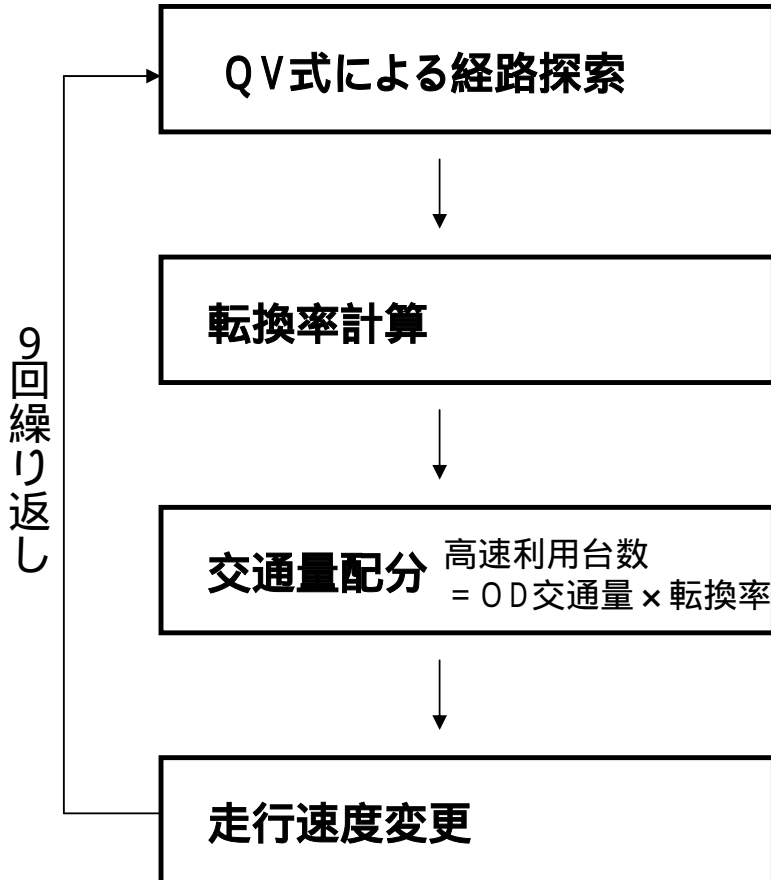 QV式による経路探索
転換率計算
交通量配分
高速利用台数
=OD交通量×転換率
走行速度変更
9回繰り返し